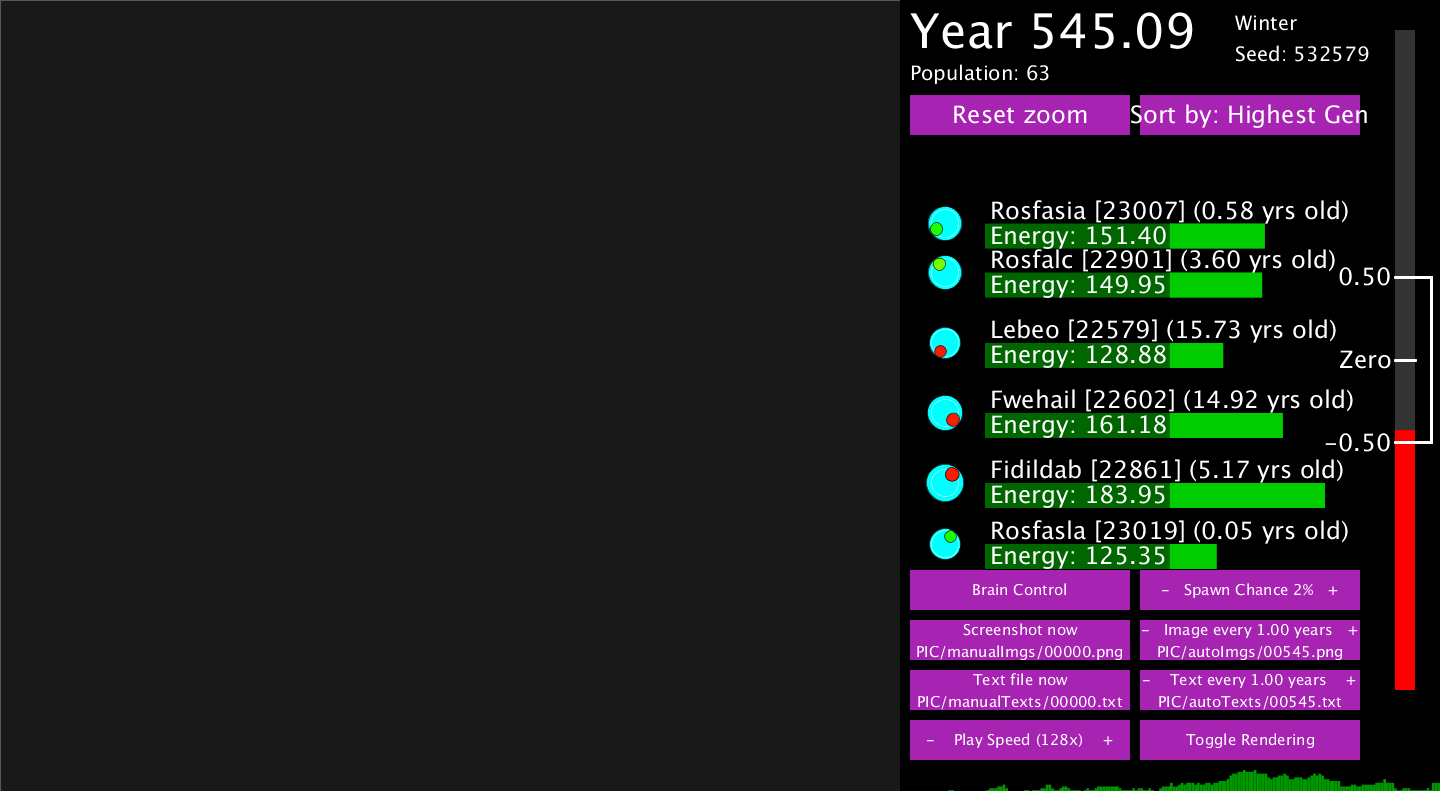 Year 545.09
Winter
Seed: 532579
Population: 63
Reset zoom
Sort by: Highest Gen
Rosfasia [23007] (0.58 yrs old)
Energy: 151.40
Rosfalc [22901] (3.60 yrs old)
Energy: 149.95
0.50
Lebeo [22579] (15.73 yrs old)
Energy: 128.88
Zero
Fwehail [22602] (14.92 yrs old)
Energy: 161.18
-0.50
Fidildab [22861] (5.17 yrs old)
Energy: 183.95
Rosfasla [23019] (0.05 yrs old)
Energy: 125.35
Brain Control
- Spawn Chance 2% +
Screenshot now
PIC/manualImgs/00000.png
- Image every 1.00 years +
PIC/autoImgs/00545.png
Text file now
PIC/manualTexts/00000.txt
- Text every 1.00 years +
PIC/autoTexts/00545.txt
- Play Speed (128x) +
Toggle Rendering